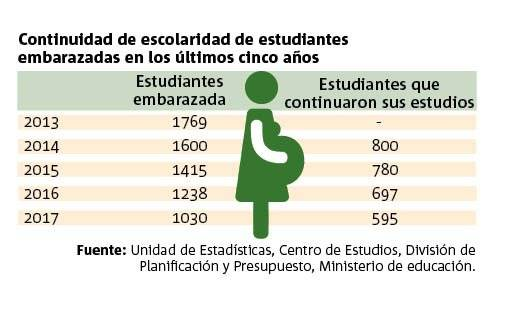 Continuidad de escolaridad de estudiantes
embarazadas en los últimos cinco años
Estudiantes embarazada
Estudiantes que continuaron sus estudios
2013 1769 -
2014 1600 800
2015 1415 780
2016 1238 697
2017 1030 595
Fuente: Unidad de Estadísticas, Centro de Estudios, División de
Planificación y Presupuesto, Ministerio de educación.